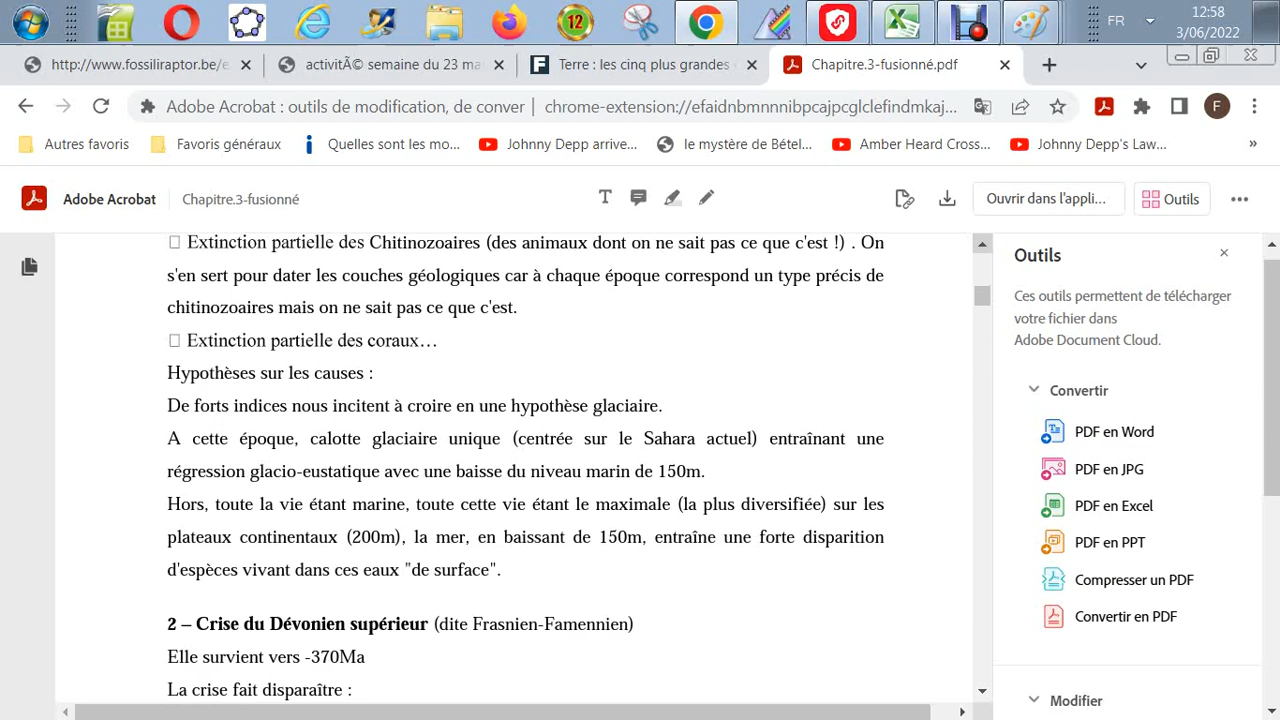 12
FR
12:58
3/06/2022
http://www.fossiliraptor.be/e
activitÃ© semaine du 23 ma
F
Terre : les cinq plus grandes
Chapitre.3-fusionné.pdf
Adobe Acrobat : outils de modification, de conver | chrome-extension://efaidnbmnnnibpcajpcglclefindmkaj...
F
Autres favoris
Favoris généraux
Quelles sont les mo...
Johnny Depp arrive...
le mystère de Bétel...
Amber Heard Cross...
Johnny Depp's Law...
»
Adobe Acrobat
Chapitre.3-fusionné
Ouvrir dans l'appli...
Outils
Extinction partielle des Chitinozoaires (des animaux dont on ne sait pas ce que c'est !) . On
s'en sert pour dater les couches géologiques car à chaque époque correspond un type précis de
chitinozoaires mais on ne sait pas ce que c'est.
Extinction partielle des coraux…
Hypothèses sur les causes :
De forts indices nous incitent à croire en une hypothèse glaciaire.
A cette époque, calotte glaciaire unique (centrée sur le Sahara actuel) entraînant une
régression glacio-eustatique avec une baisse du niveau marin de 150m.
Hors, toute la vie étant marine, toute cette vie étant le maximale (la plus diversifiée) sur les
plateaux continentaux (200m), la mer, en baissant de 150m, entraîne une forte disparition
d'espèces vivant dans ces eaux "de surface".
2 – Crise du Dévonien supérieur (dite Frasnien-Famennien)
Elle survient vers -370Ma
La crise fait disparaître :
Outils
Ces outils permettent de télécharger
votre fichier dans
Adobe Document Cloud.
Convertir
PDF en Word
PDF en JPG
PDF en Excel
PDF en PPT
Compresser un PDF
Convertir en PDF
Modifier